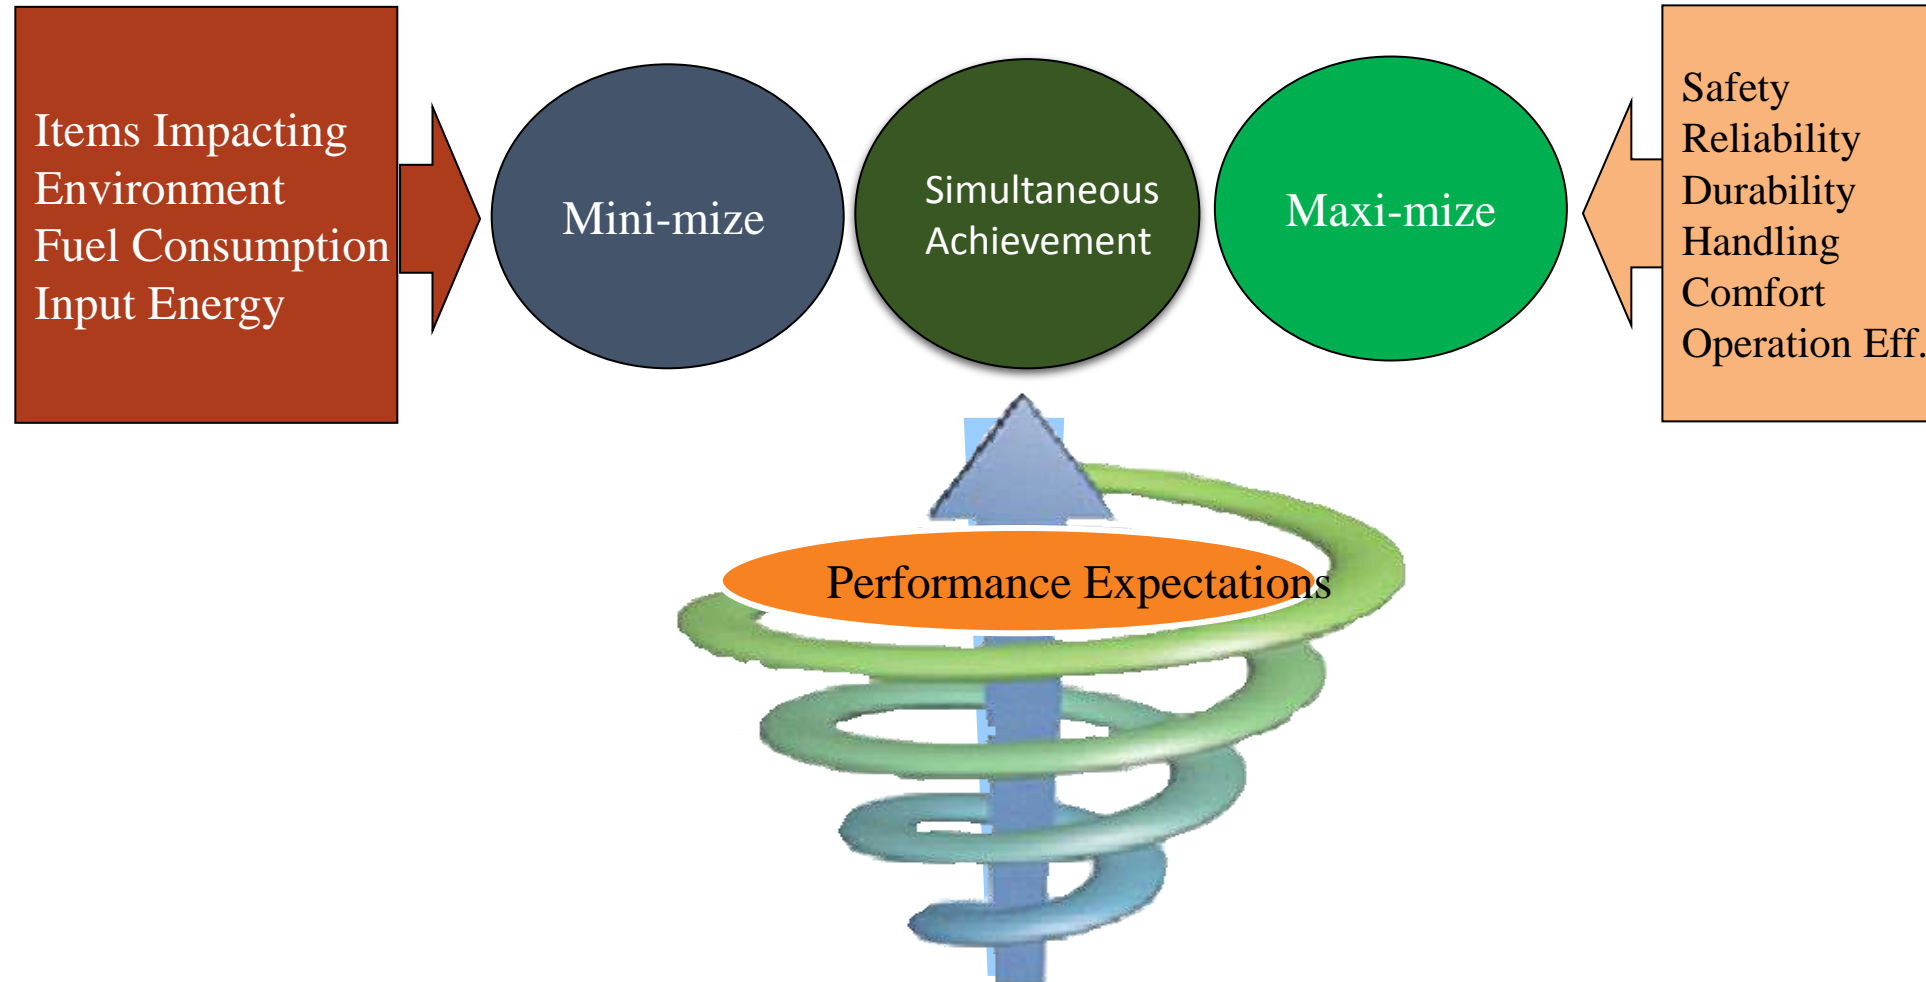 Items Impacting
Environment
Fuel Consumption
Input Energy
Mini-mize
Simultaneous
Achievement
Maxi-mize
Safety
Reliability
Durability
Handling
Comfort
Operation Eff.
Performance Expectations